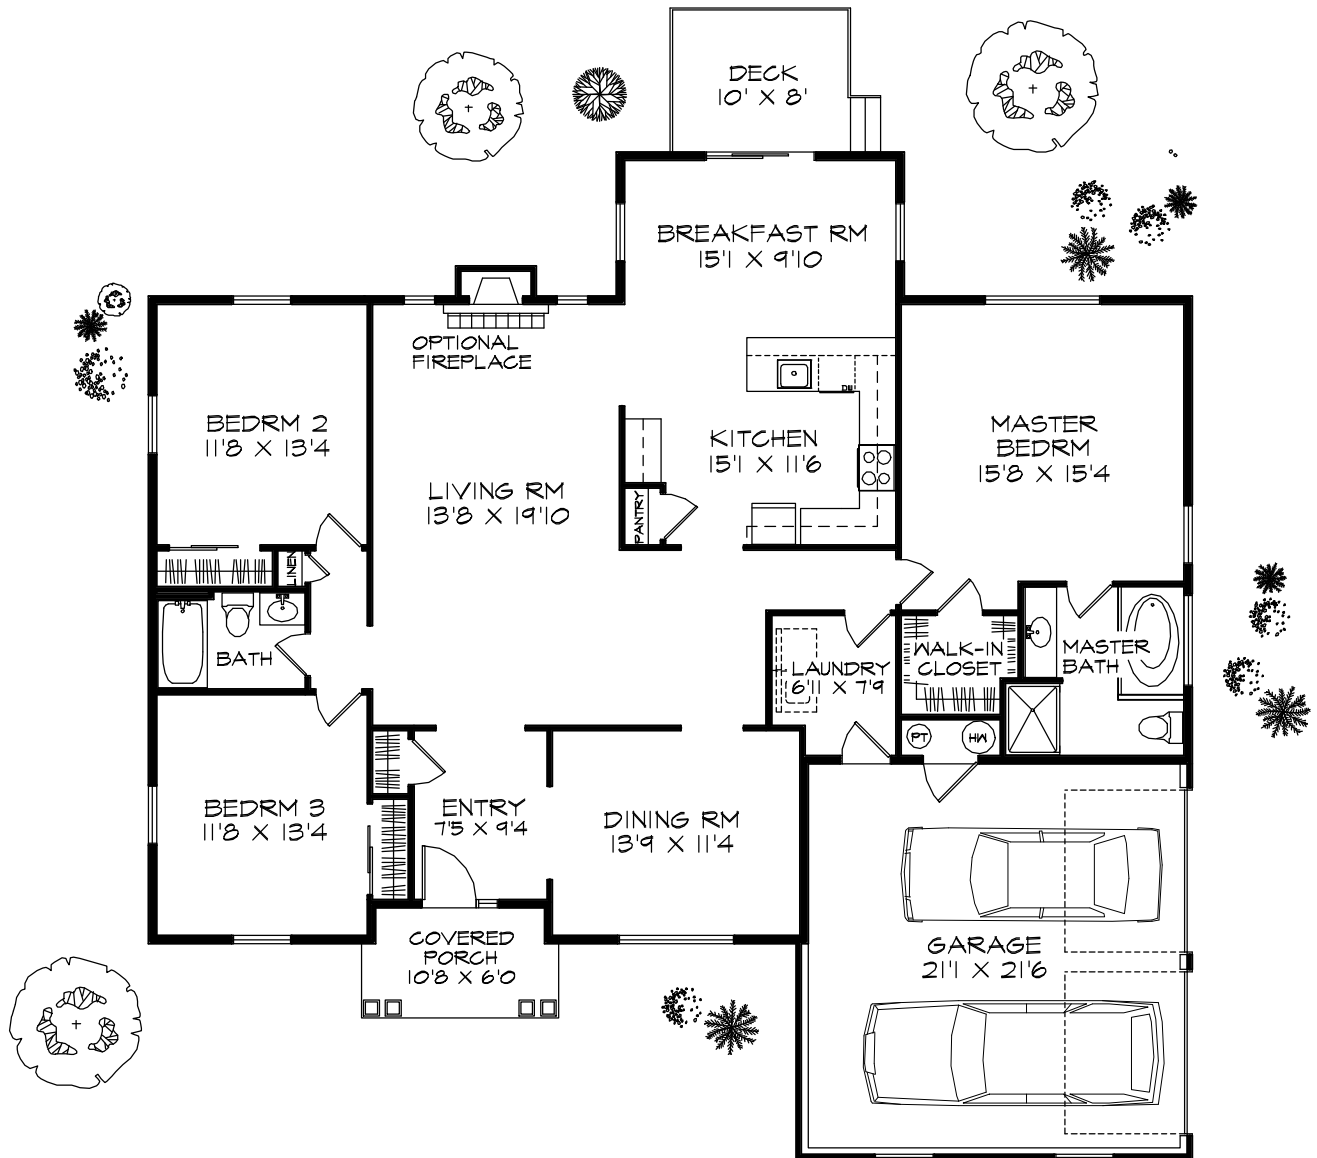 DECK
10' X 8'
BREAKFAST RM
15'1 X 9'10
OPTIONAL
FIREPLACE
BEDRM 2
11'8 X 13'4
LIVING RM
13'8 X 19'10
KITCHEN
15'1 X 11'6
DW
PANTRY
MASTER
BEDRM
15'8 X 15'4
LINEN
BATH
LAUNDRY
6'11 X 7'9
WALK-IN
CLOSET
MASTER
BATH
PT
HW
BEDRM 3
11'8 X 13'4
ENTRY
7'5 X 9'4
DINING RM
13'9 X 11'4
COVERED
PORCH
10'8 X 6'0
GARAGE
21'1 X 21'6